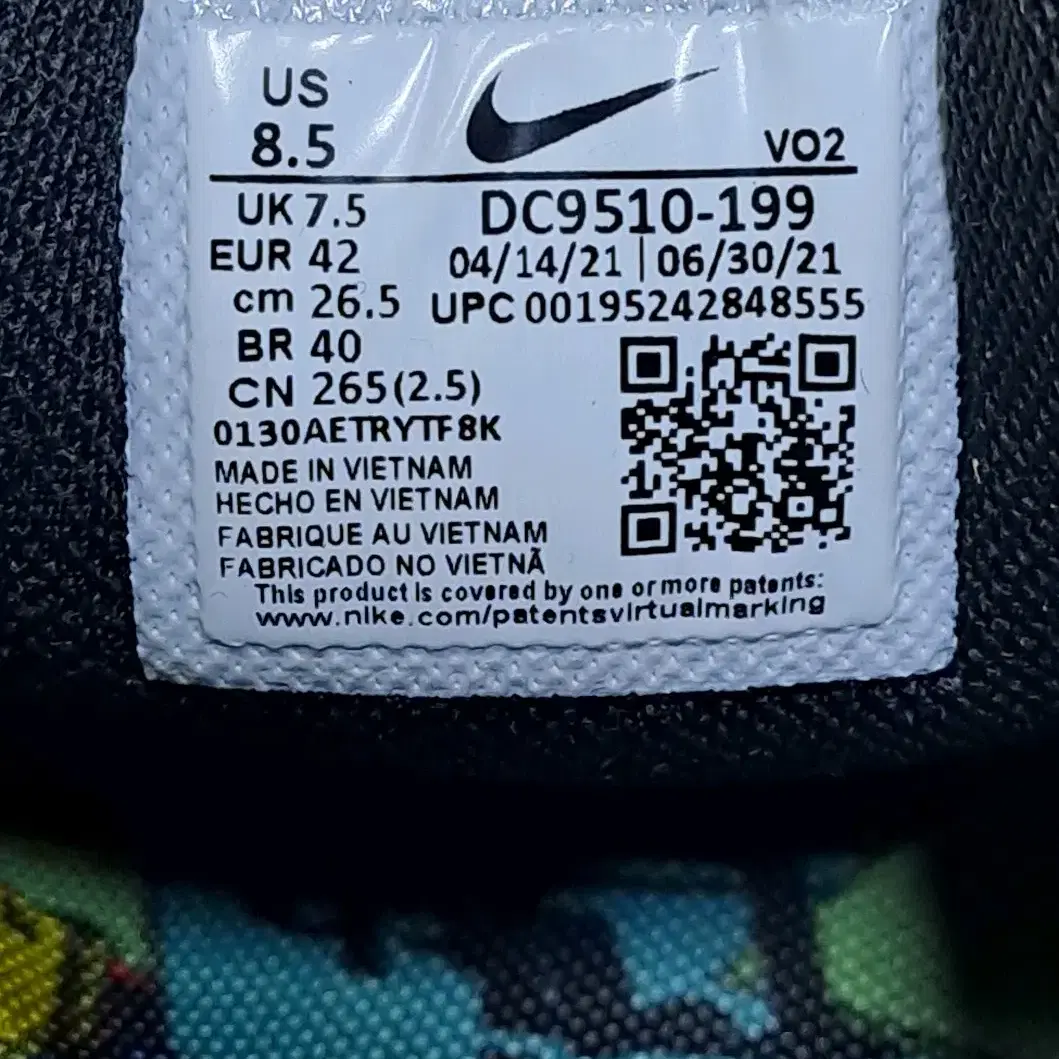 US
8.5
VO2
UK 7.5
DC9510-199
EUR 42
04/14/21 | 06/30/21
cm 26.5
UPC 00195242848555
BR 40
CN 265(2.5)
0130AETRYTF8K
MADE IN VIETNAM
HECHO EN VIETNAM
FABRIQUE AU VIETNAM
FABRICADO NO VIETNÃ
This product is covered by one or more patents:
www.nike.com/patentsvirtualmarking